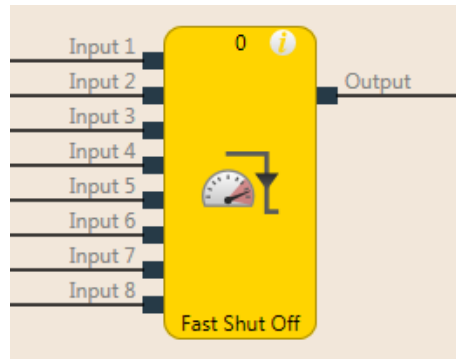 0 i
Input 1
Input 2
Output
Input 3
Input 4
Input 5
Input 6
Input 7
Input 8
Fast Shut Off